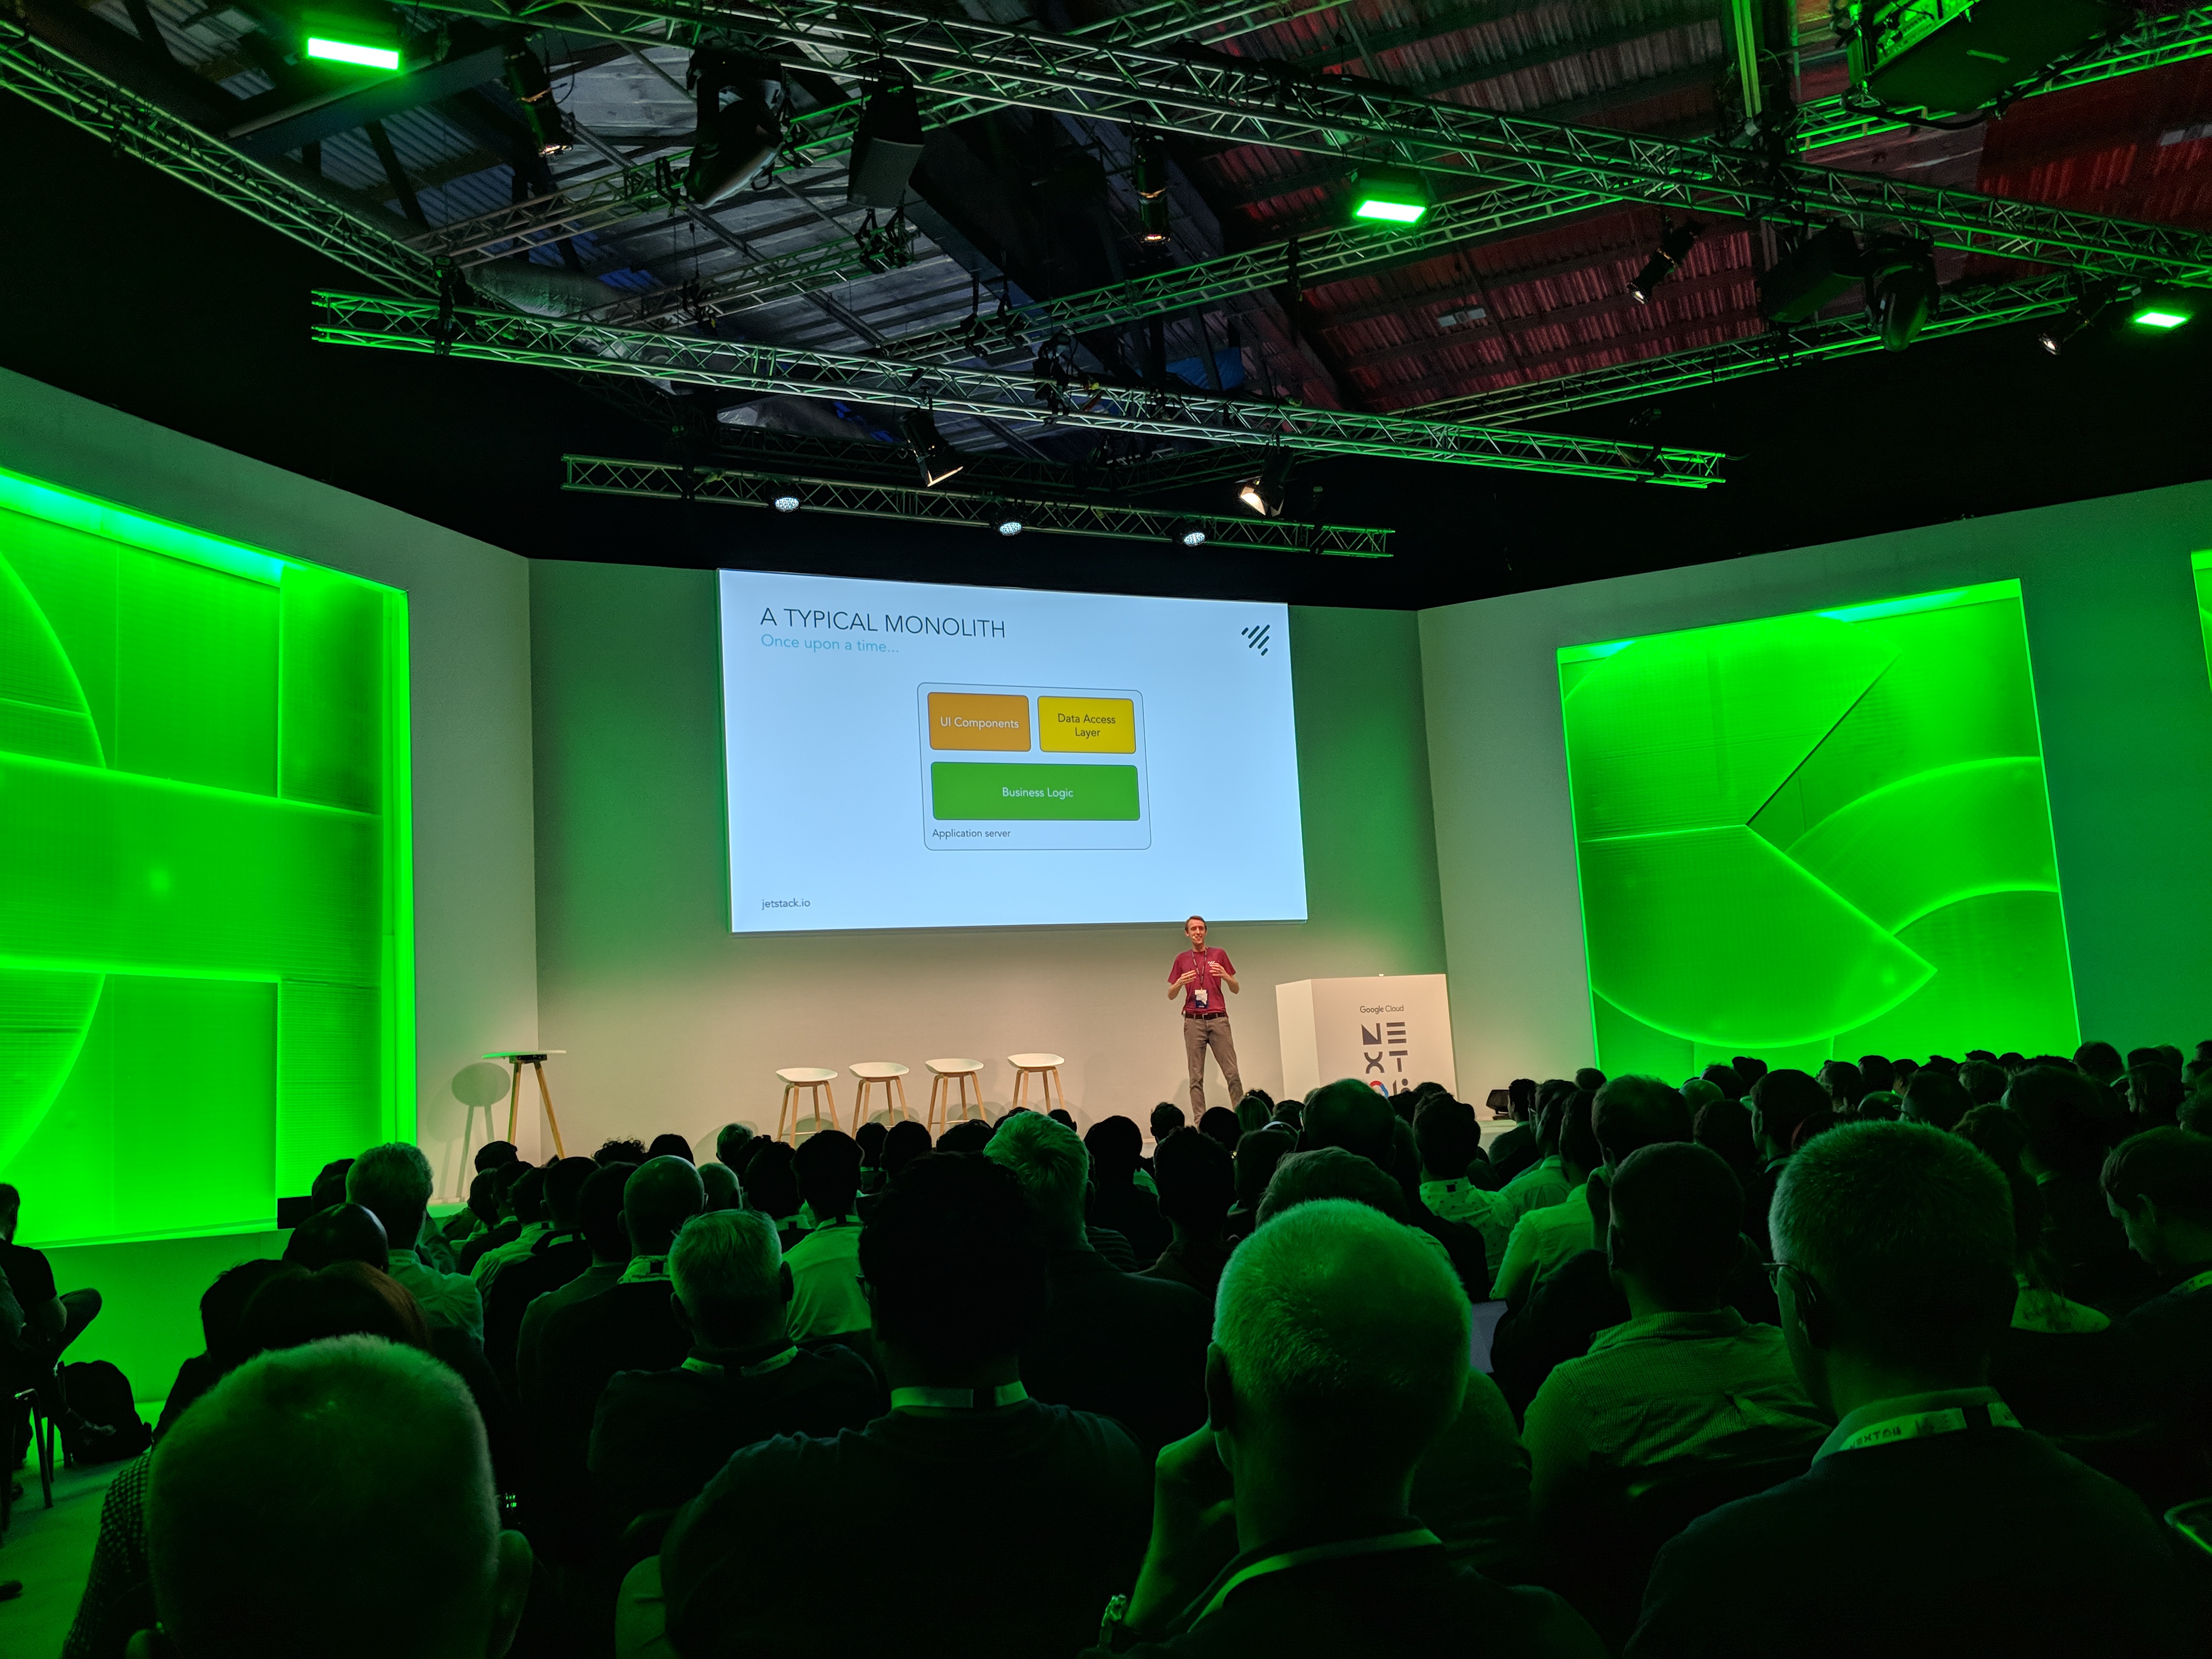 A TYPICAL MONOLITH
Once upon a time...
UI Components
Data Access
Layer
Business Logic
Application server
jetstack.io
Google Cloud
NE
XT